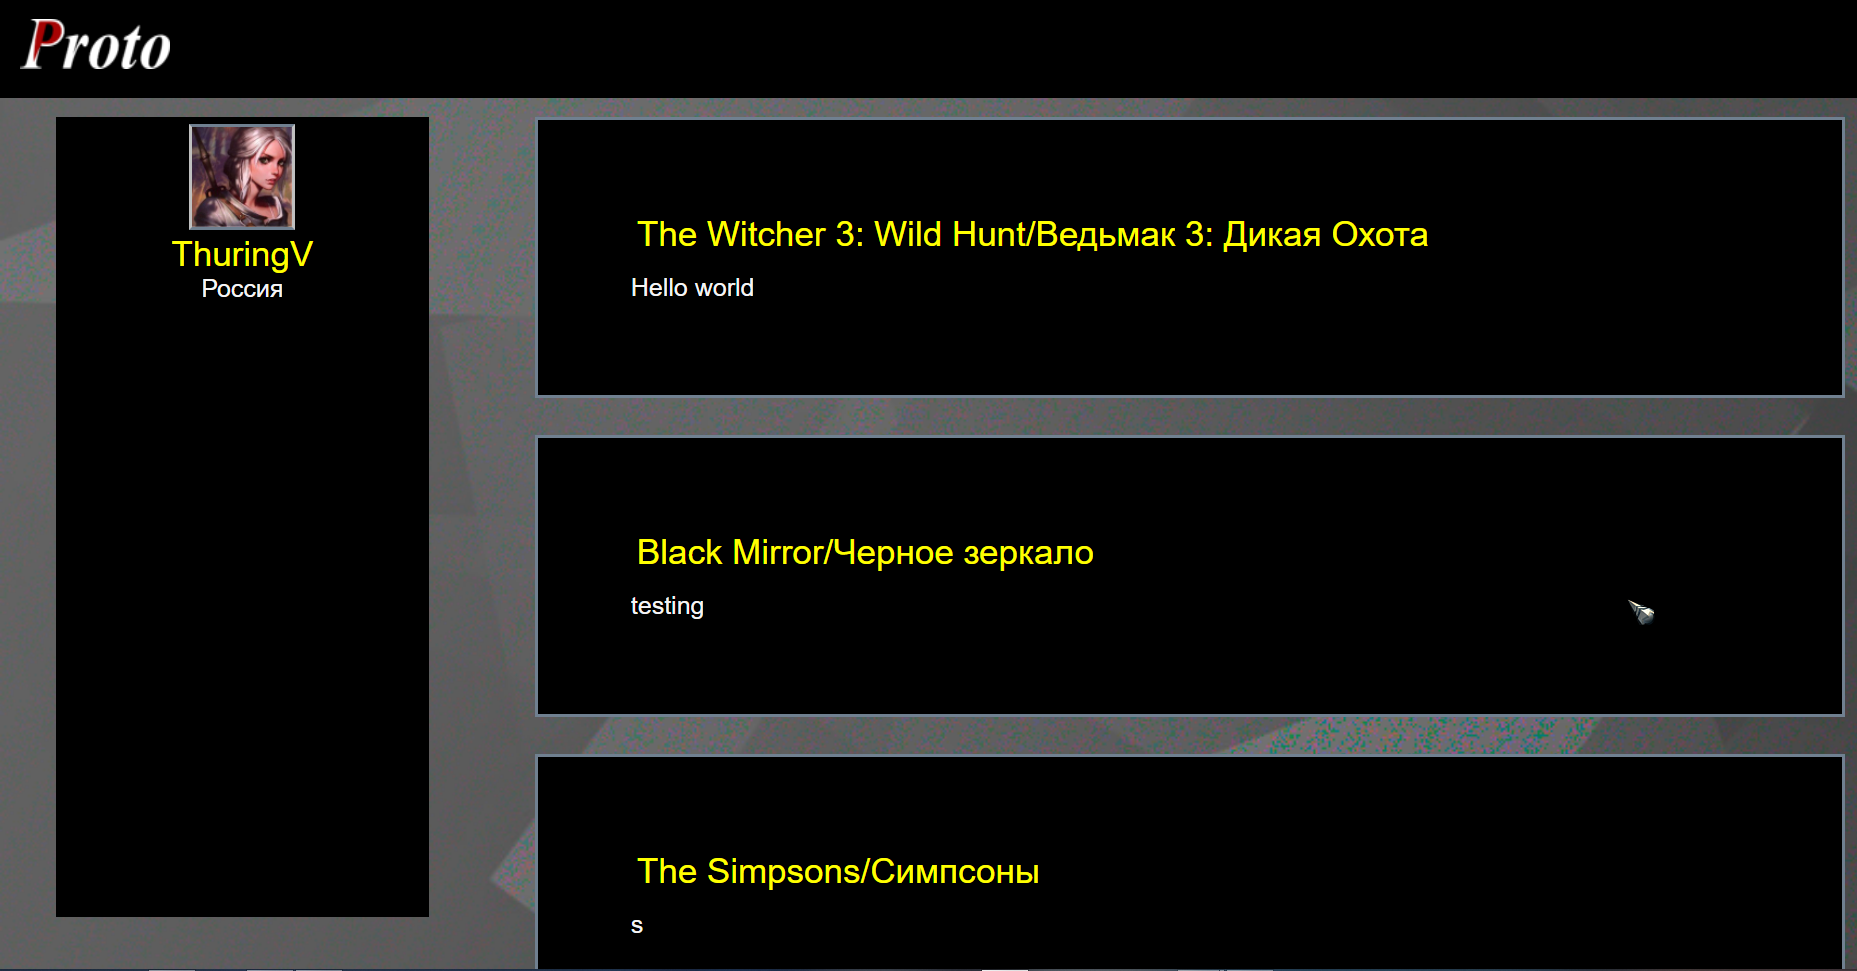 Proto
ThuringV
Россия
The Witcher 3: Wild Hunt/Ведьмак 3: Дикая Охота
Hello world
Black Mirror/Черное зеркало
testing
The Simpsons/Симпсоны
s